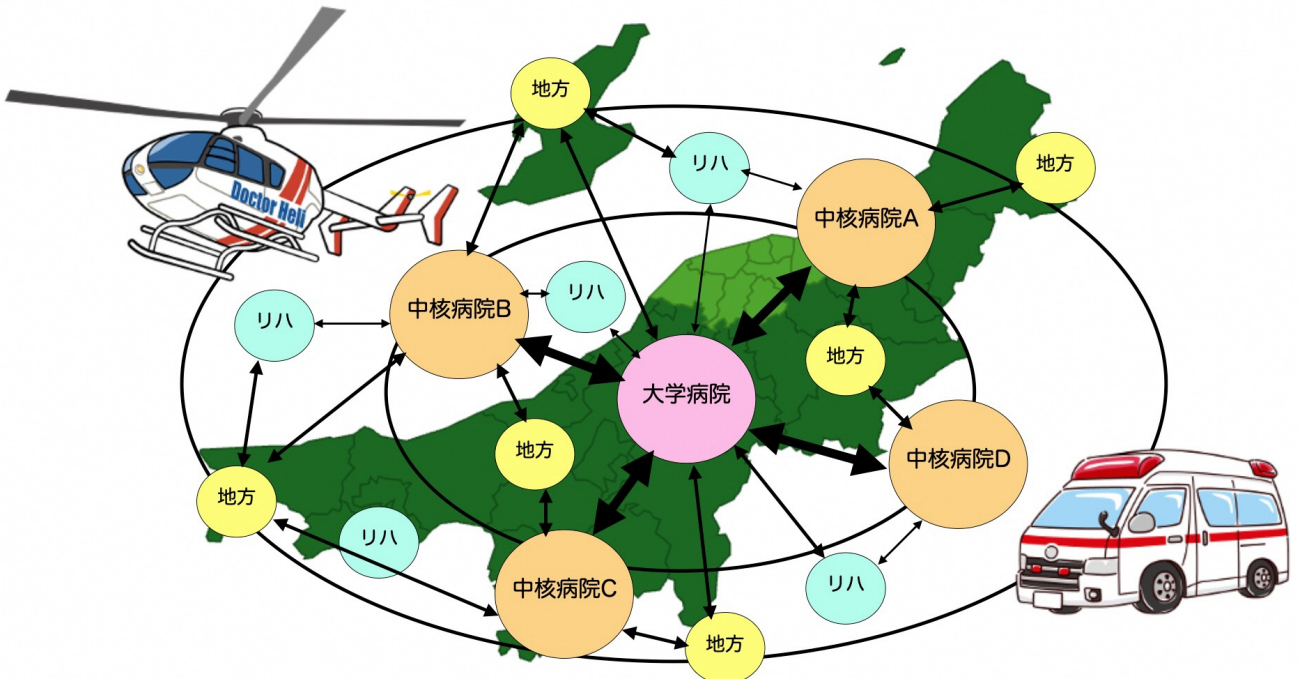 地方
Doctor Heli
リハ
地方
中核病院A
リハ
中核病院B
リハ
地方
大学病院
地方
中核病院D
地方
リハ
中核病院C
リハ
地方